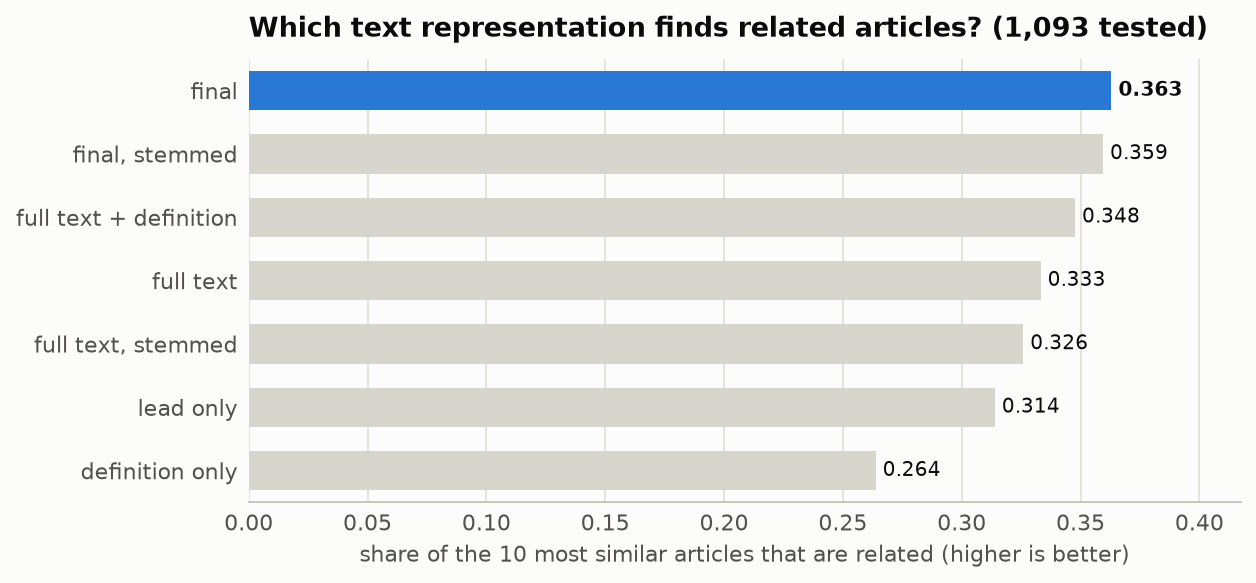 Which text representation finds related articles? (1,093 tested)
final 0.363
final, stemmed 0.359
full text + definition 0.348
full text 0.333
full text, stemmed 0.326
lead only 0.314
definition only 0.264
0.00 0.05 0.10 0.15 0.20 0.25 0.30 0.35 0.40
share of the 10 most similar articles that are related (higher is better)